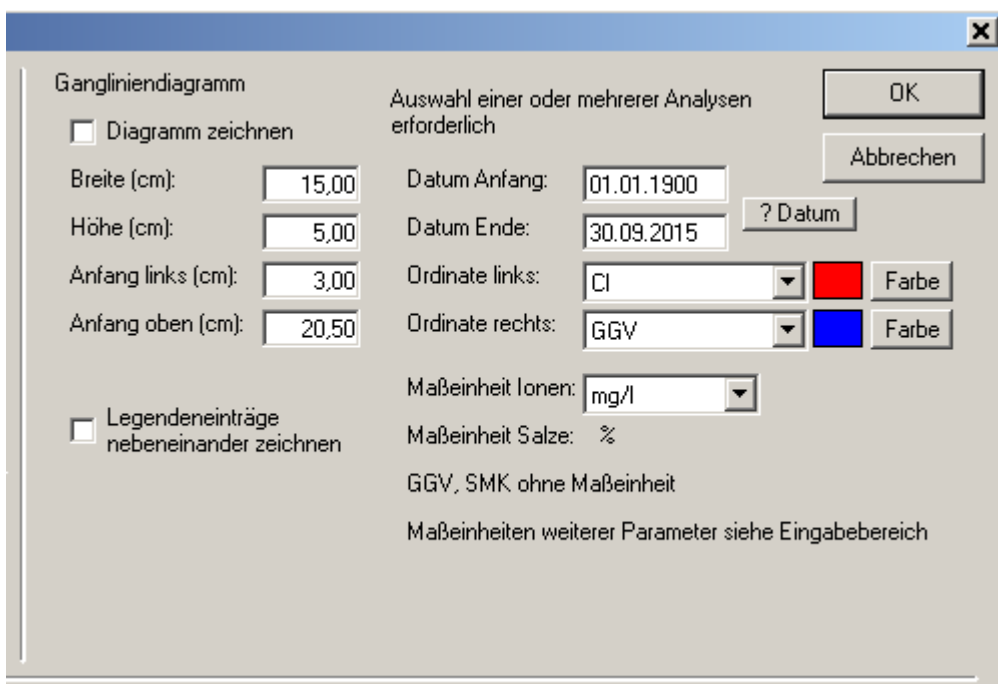 Gangliniendiagramm
Diagramm zeichnen
Breite (cm): 15,00
Höhe (cm): 5,00
Anfang links (cm): 3,00
Anfang oben (cm): 20,50
Legendeneinträge
nebeneinander zeichnen
Auswahl einer oder mehrerer Analysen
erforderlich
Datum Anfang: 01.01.1900
Datum Ende: 30.09.2015
? Datum
Ordinate links: Cl Farbe
Ordinate rechts: GGV Farbe
Maßeinheit Ionen: mg/l
Maßeinheit Salze: %
GGV, SMK ohne Maßeinheit
Maßeinheiten weiterer Parameter siehe Eingabebereich
OK
Abbrechen